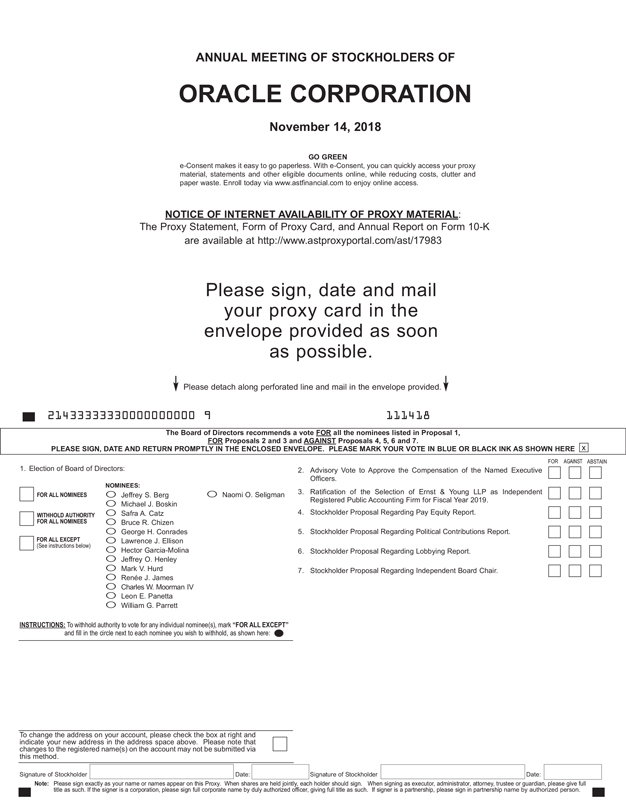 ANNUAL MEETING OF STOCKHOLDERS OF
ORACLE CORPORATION
November 14, 2018
GO GREEN
e-Consent makes it easy to go paperless. With e-Consent, you can quickly access your proxy
material, statements and other eligible documents online, while reducing costs, clutter and
paper waste. Enroll today via www.astfinancial.com to enjoy online access.
NOTICE OF INTERNET AVAILABILITY OF PROXY MATERIAL:
The Proxy Statement, Form of Proxy Card, and Annual Report on Form 10-K
are available at http://www.astproxyportal.com/ast/17983
Please sign, date and mail
your proxy card in the
envelope provided as soon
as possible.
Please detach along perforated line and mail in the envelope provided.
21433333330000000000 9 111418
The Board of Directors recommends a vote FOR all the nominees listed in Proposal 1,
FOR Proposals 2 and 3 and AGAINST Proposals 4, 5, 6 and 7.
PLEASE SIGN, DATE AND RETURN PROMPTLY IN THE ENCLOSED ENVELOPE. PLEASE MARK YOUR VOTE IN BLUE OR BLACK INK AS SHOWN HERE x
1. Election of Board of Directors:
NOMINEES:
FOR ALL NOMINEES
WITHHOLD AUTHORITY
FOR ALL NOMINEES
FOR ALL EXCEPT
(See instructions below)
Jeffrey S. Berg
Michael J. Boskin
Safra A. Catz
Bruce R. Chizen
George H. Conrades
Lawrence J. Ellison
Hector Garcia-Molina
Jeffrey O. Henley
Mark V. Hurd
Renée J. James
Charles W. Moorman IV
Leon E. Panetta
William G. Parrett
Naomi O. Seligman
INSTRUCTIONS: To withhold authority to vote for any individual nominee(s), mark “FOR ALL EXCEPT”
and fill in the circle next to each nominee you wish to withhold, as shown here:
FOR AGAINST ABSTAIN
2. Advisory Vote to Approve the Compensation of the Named Executive
Officers.
3. Ratification of the Selection of Ernst & Young LLP as Independent
Registered Public Accounting Firm for Fiscal Year 2019.
4. Stockholder Proposal Regarding Pay Equity Report.
5. Stockholder Proposal Regarding Political Contributions Report.
6. Stockholder Proposal Regarding Lobbying Report.
7. Stockholder Proposal Regarding Independent Board Chair.
To change the address on your account, please check the box at right and
indicate your new address in the address space above. Please note that
changes to the registered name(s) on the account may not be submitted via
this method.
Signature of Stockholder Date: Signature of Stockholder Date:
Note: Please sign exactly as your name or names appear on this Proxy. When shares are held jointly, each holder should sign. When signing as executor, administrator, attorney, trustee or guardian, please give full
title as such. If the signer is a corporation, please sign full corporate name by duly authorized officer, giving full title as such. If signer is a partnership, please sign in partnership name by authorized person.